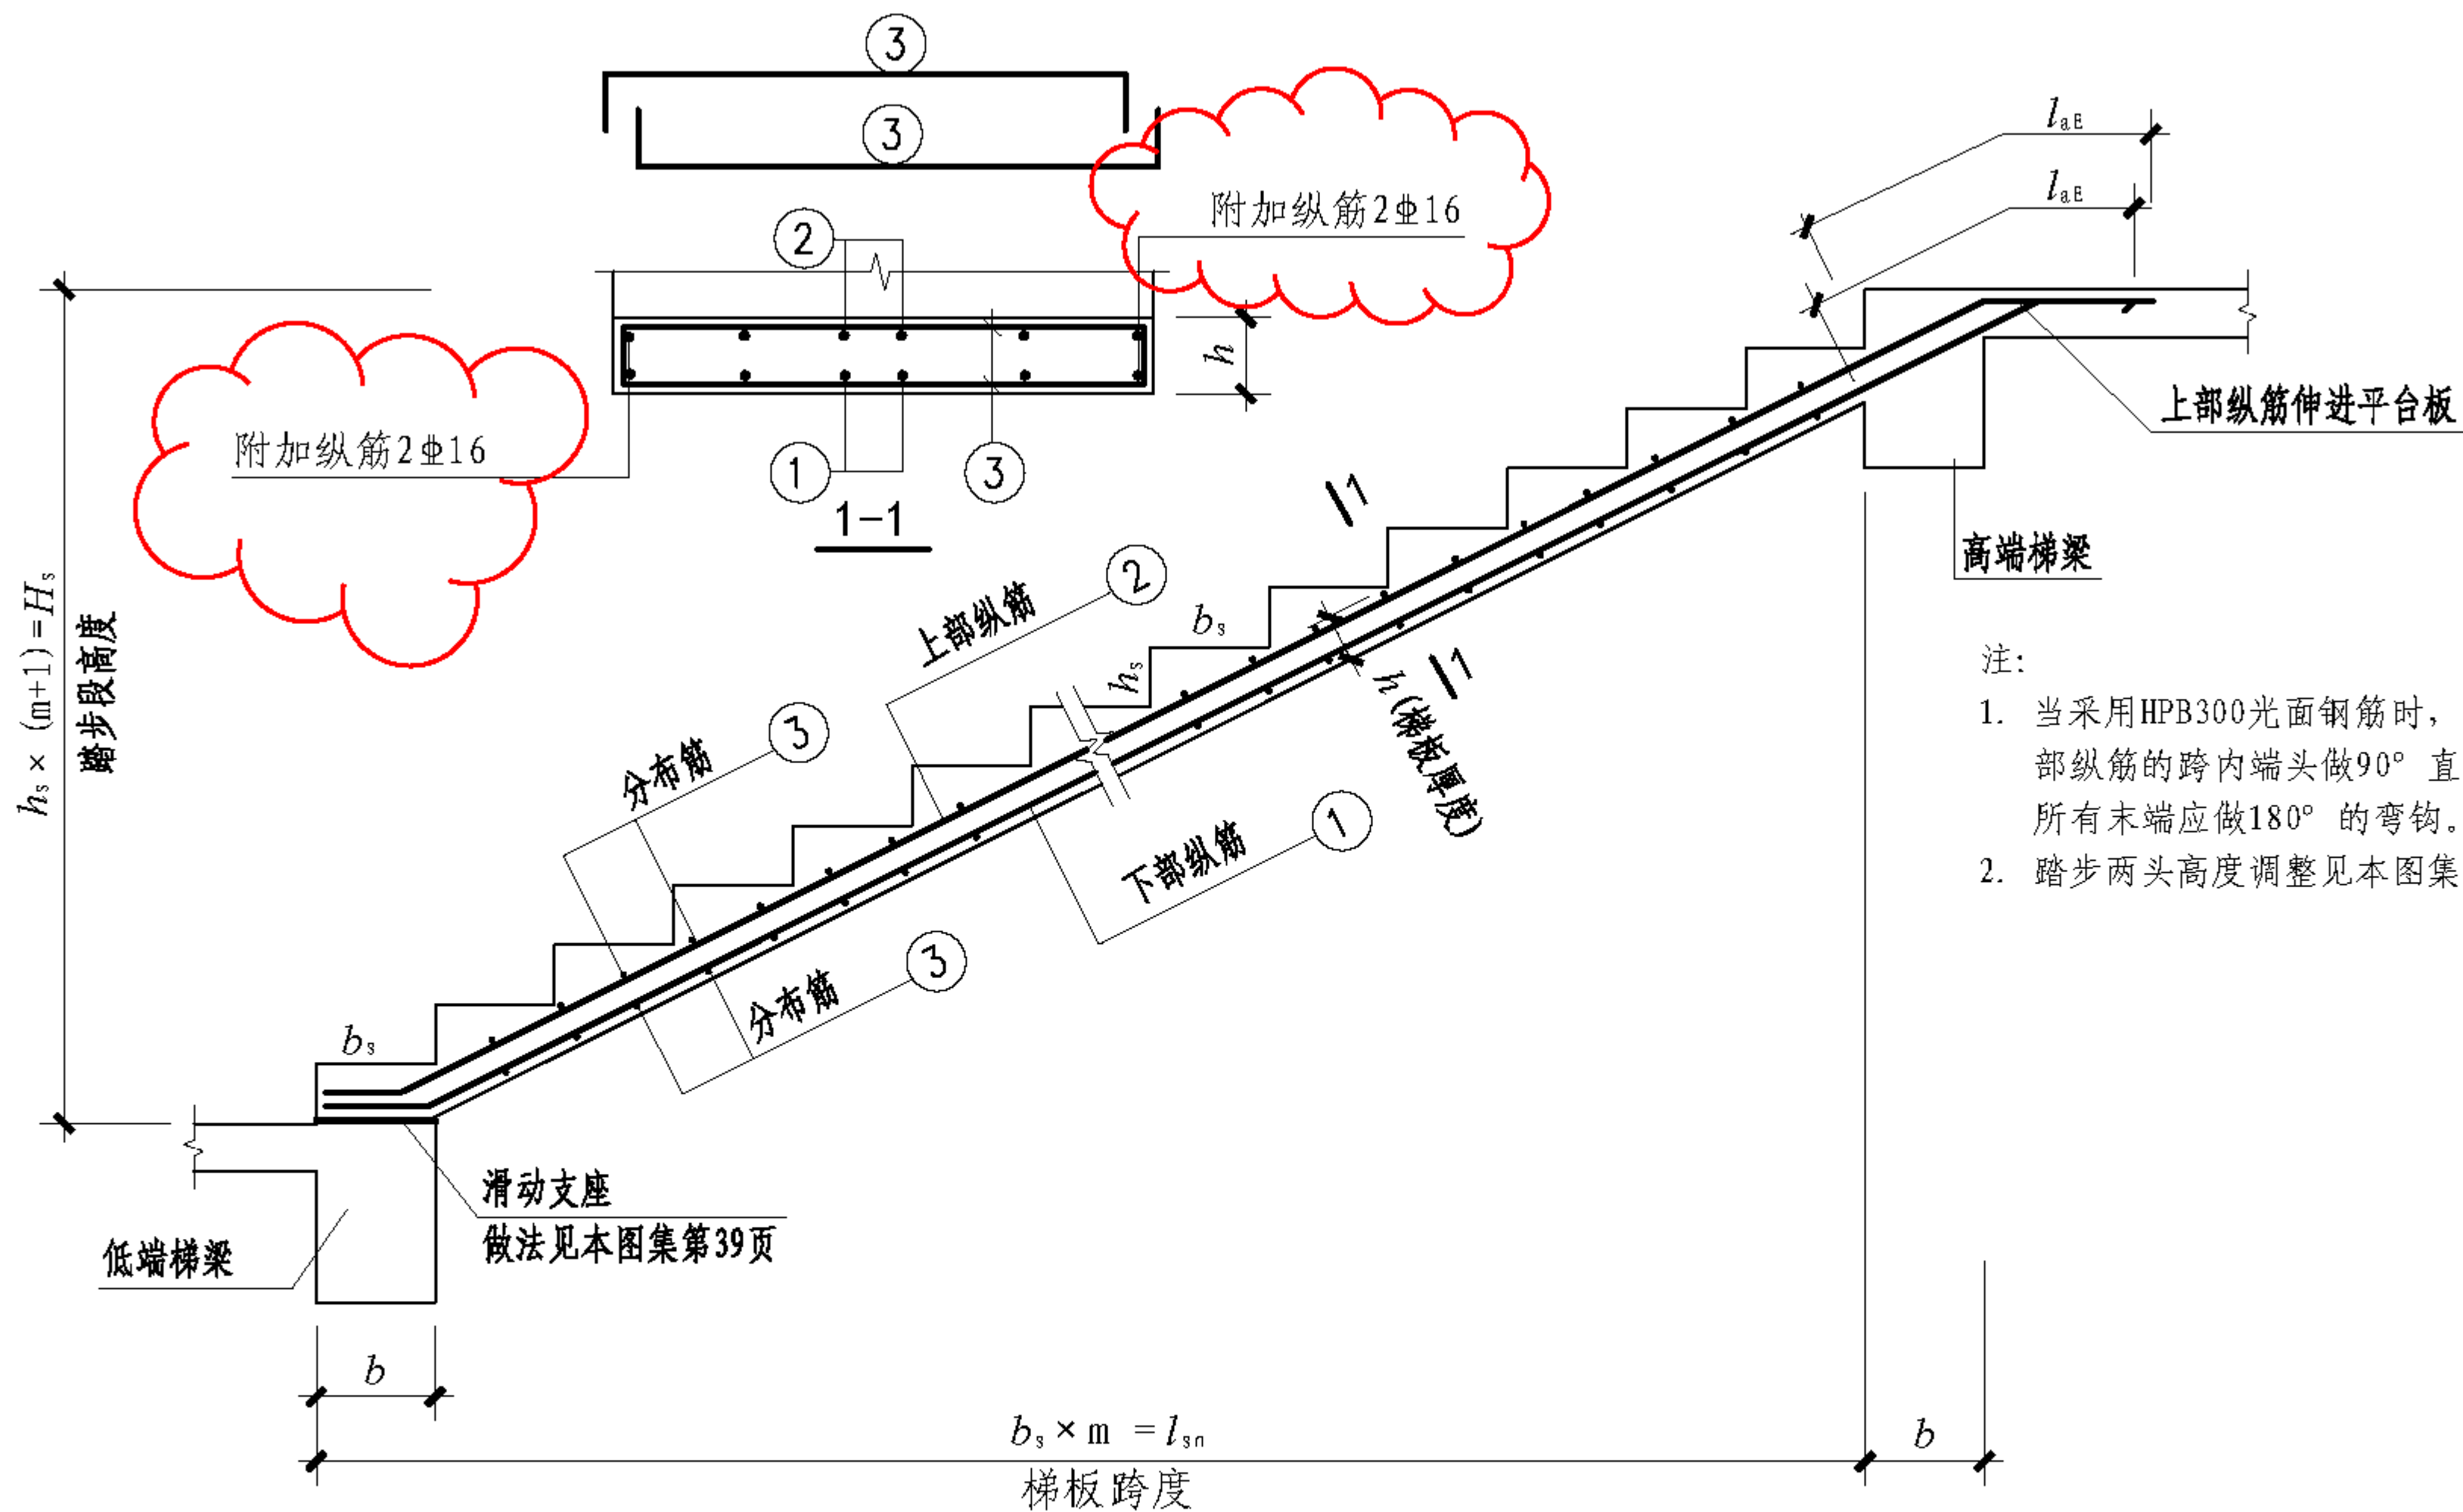 ③
③
附加纵筋2⌽16
②
h
附加纵筋2⌽16
①
③
1-1
laE
laE
上部纵筋伸进平台板
高端梯梁
hs×(m+1)=Hs
踏步段高度
1
1
上部纵筋
②
bs
hs
h(梯板厚度)
分布筋
③
下部纵筋
①
分布筋
③
注:
1. 当采用HPB300光面钢筋时,
部纵筋的跨内端头做90° 直
所有末端应做180° 的弯钩。
2. 踏步两头高度调整见本图集
bs
滑动支座
做法见本图集第39页
低端梯梁
b
bs×m =lsn
梯板跨度
b